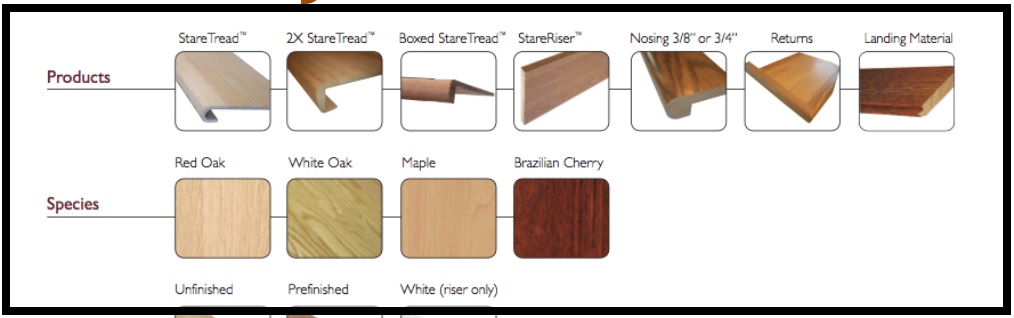 StareTread™ 2X StareTread™ Boxed StareTread™ StareRiser™ Nosing 3/8" or 3/4" Returns Landing Material
Products
Red Oak White Oak Maple Brazilian Cherry
Species
Unfinished Prefinished White (riser only)